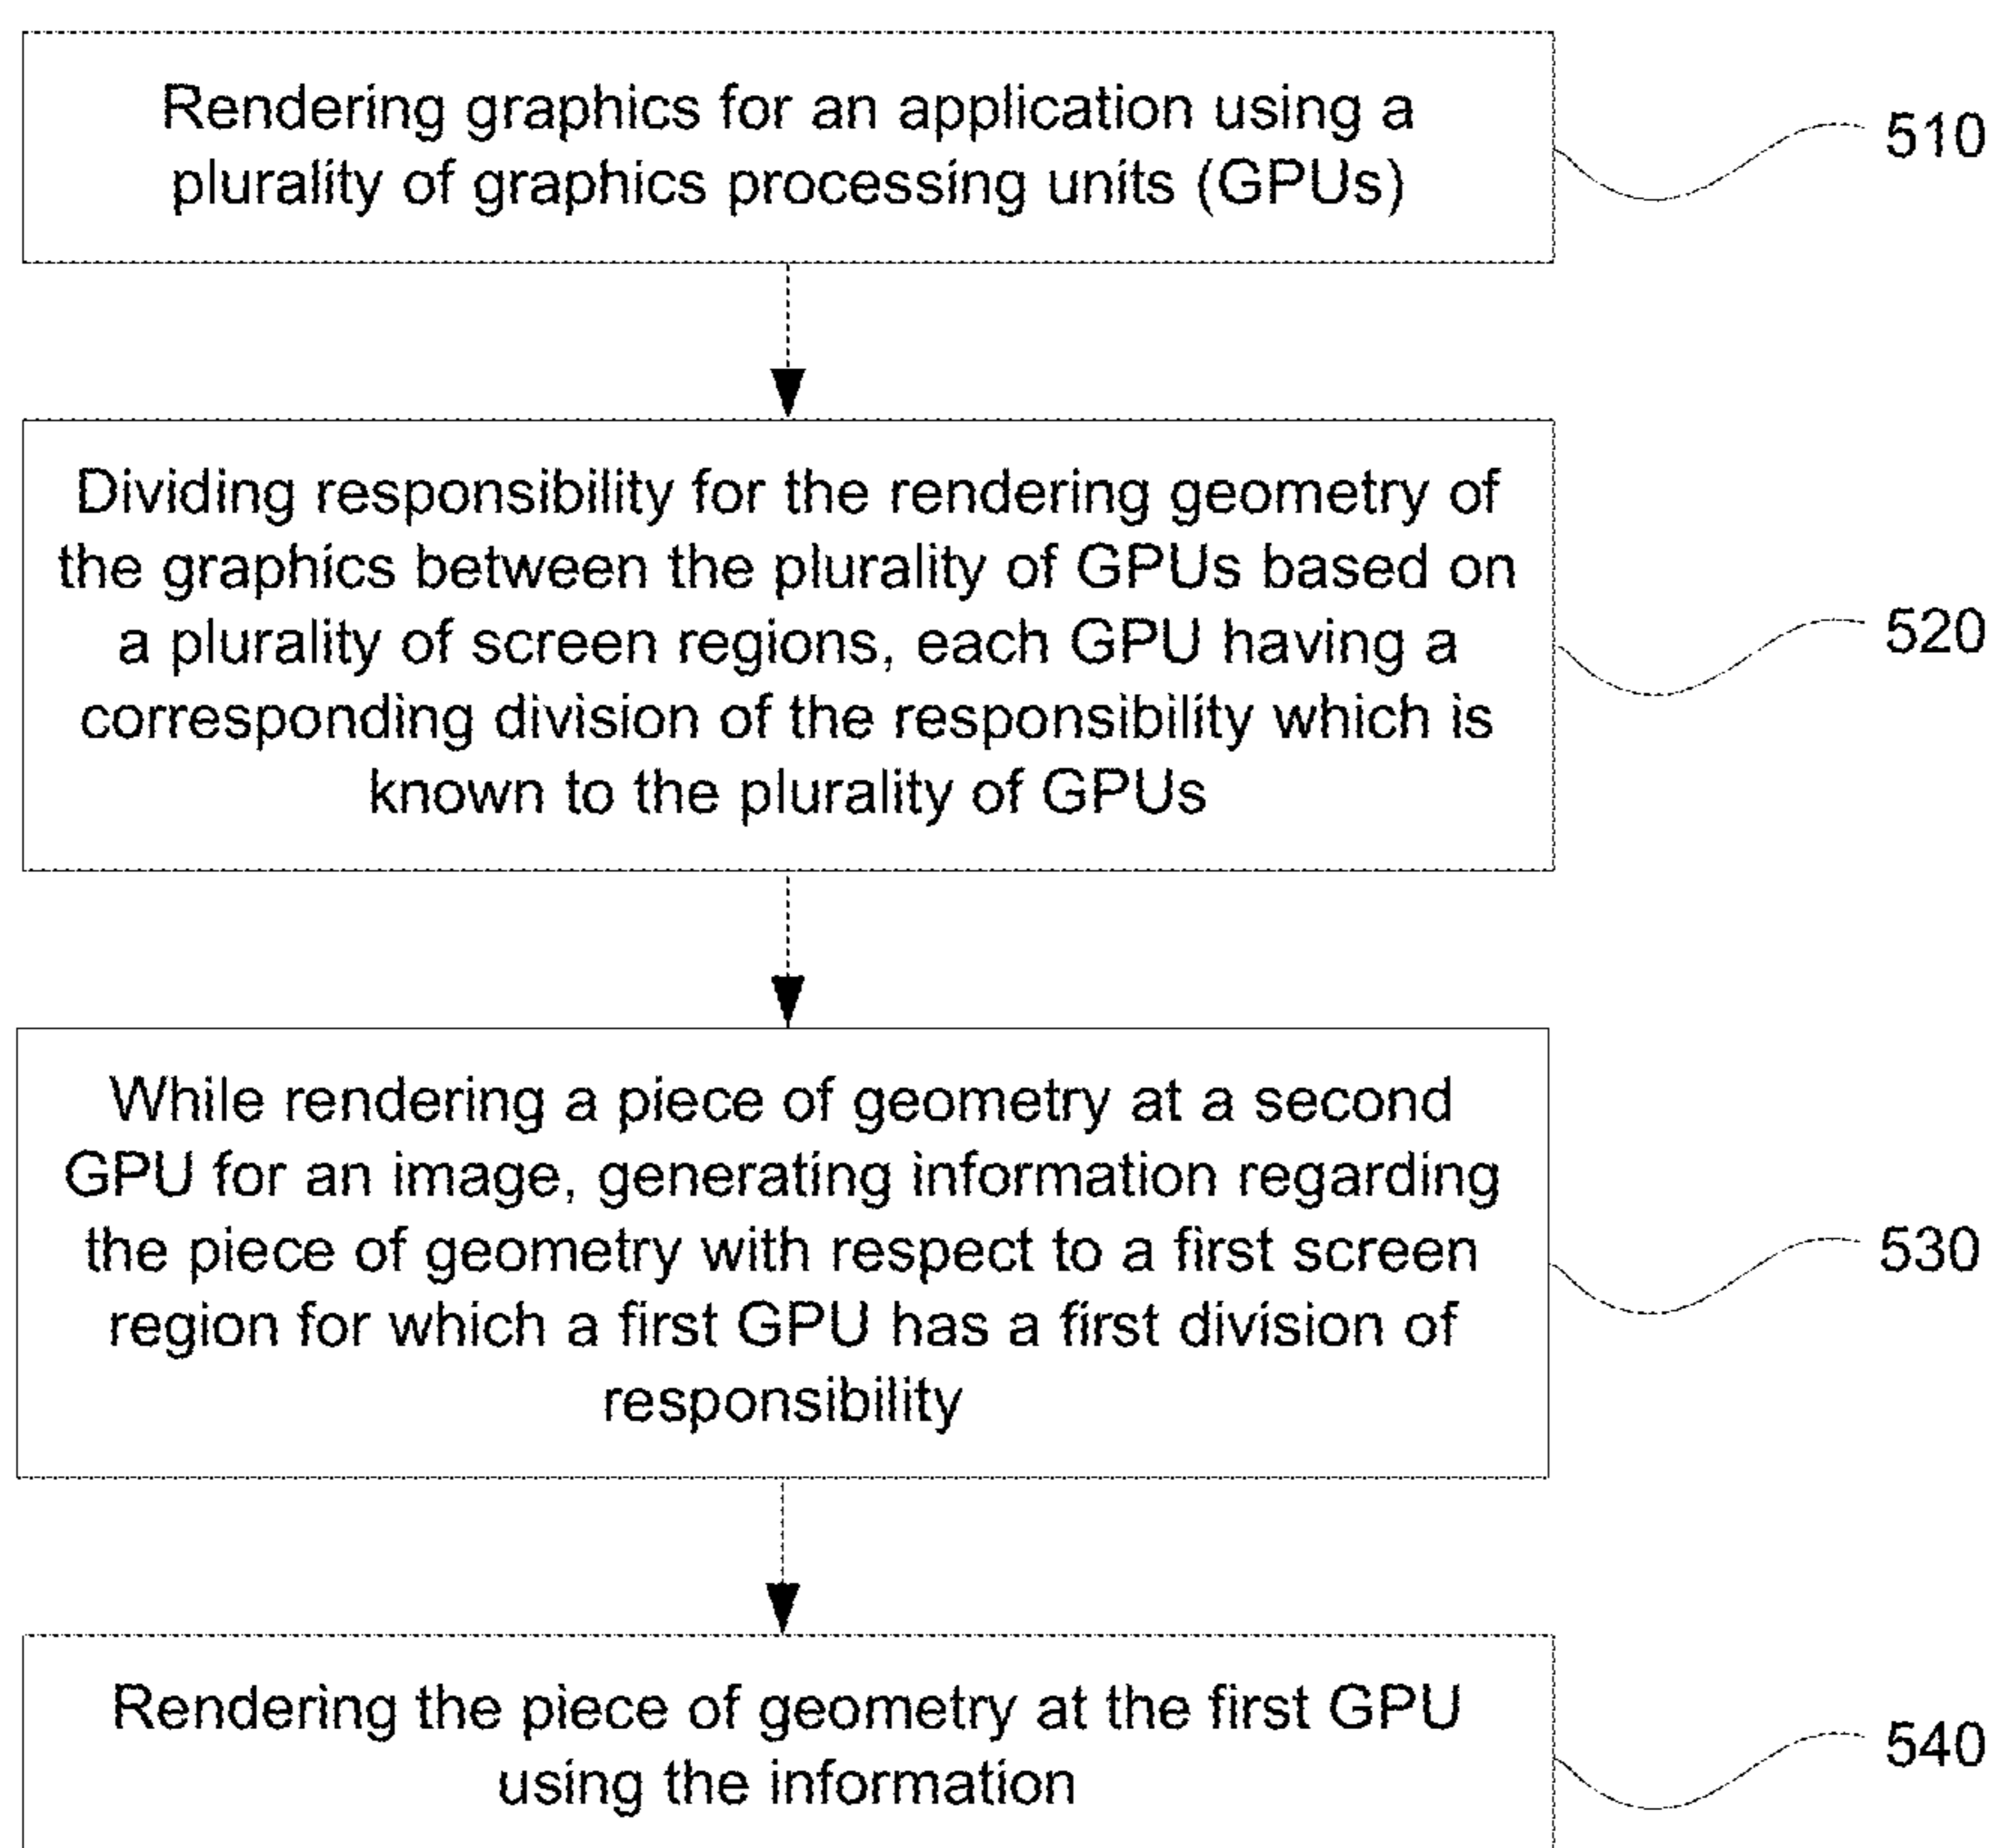 Rendering graphics for an application using a
plurality of graphics processing units (GPUs)
510
Dividing responsibility for the rendering geometry of
the graphics between the plurality of GPUs based on
a plurality of screen regions, each GPU having a
corresponding division of the responsibility which is
known to the plurality of GPUs
520
While rendering a piece of geometry at a second
GPU for an image, generating information regarding
the piece of geometry with respect to a first screen
region for which a first GPU has a first division of
responsibility
530
Rendering the piece of geometry at the first GPU
using the information
540